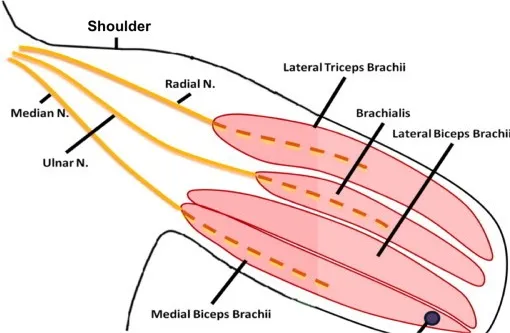 Shoulder
Lateral Triceps Brachii
Radial N.
Median N.
Brachialis
Lateral Biceps Brachii
Ulnar N.
Medial Biceps Brachii